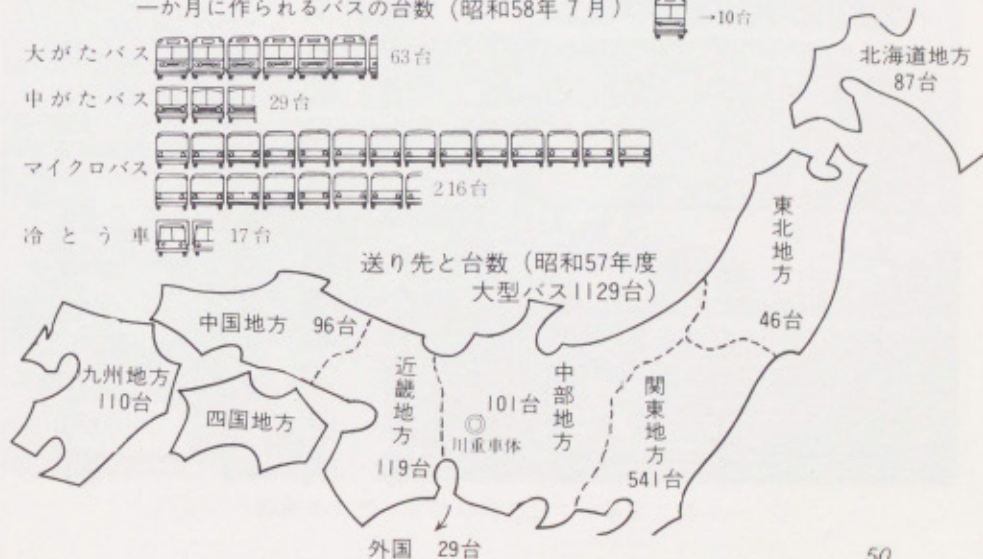 一か月に作られるバスの台数(昭和58年7月)
→10台
大がたバス 63台
中がたバス 29台
マイクロバス 216台
冷とう車 17台
送り先と台数(昭和57年度
大型バス1129台)
北海道地方
87台
東北地方
46台
中国地方 96台
九州地方
110台
四国地方
近畿地方
119台
101台
中部地方
川重車体
関東地方
541台
外国 29台
50